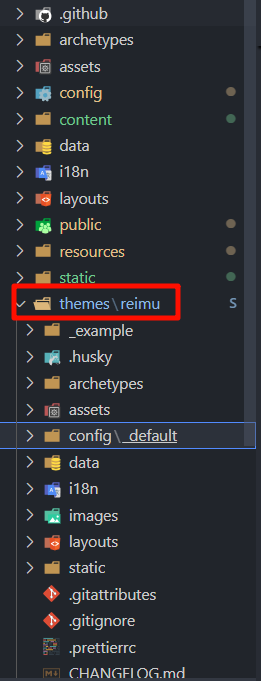 .github
archetypes
assets
config
content
data
i18n
layouts
public
resources
static
themes\reimu S
_example
.husky
archetypes
assets
config\_default
data
i18n
images
layouts
static
.gitattributes
.gitignore
.prettierrc
CHANGELOG.md